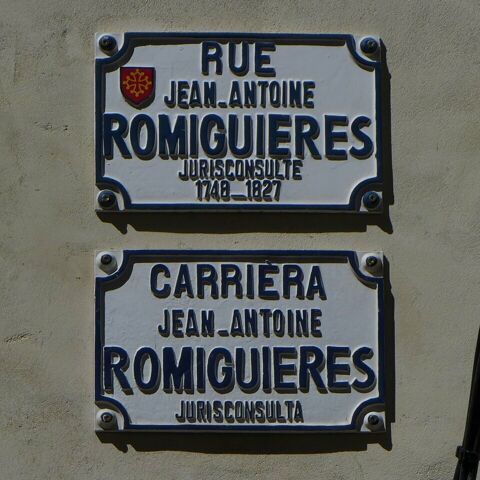 RUE
JEAN_ANTOINE
ROMIGUIERES
JURISCONSULTE
1748_1827
CARRIÈRA
JEAN_ANTOINE
ROMIGUIERES
JURISCONSULTA